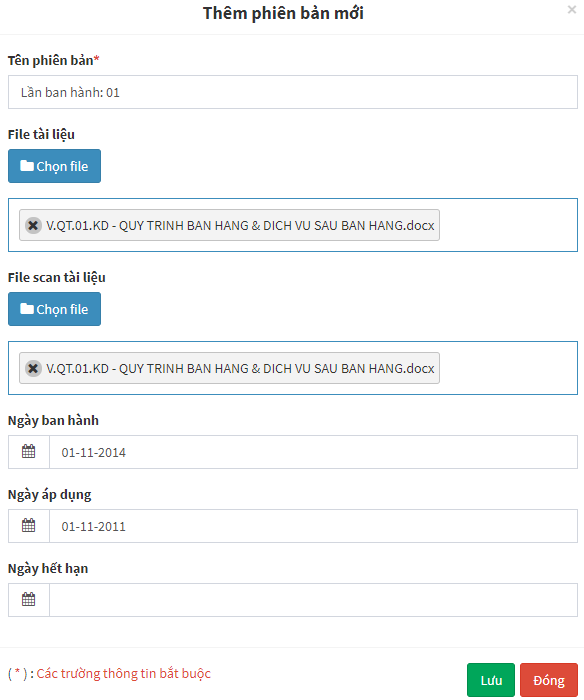 Thêm phiên bản mới
×
Tên phiên bản*
Lần ban hành: 01
File tài liệu
Chọn file
V.QT.01.KD - QUY TRINH BAN HANG & DICH VU SAU BAN HANG.docx
File scan tài liệu
Chọn file
V.QT.01.KD - QUY TRINH BAN HANG & DICH VU SAU BAN HANG.docx
Ngày ban hành
01-11-2014
Ngày áp dụng
01-11-2011
Ngày hết hạn
( * ) : Các trường thông tin bắt buộc
Lưu
Đóng